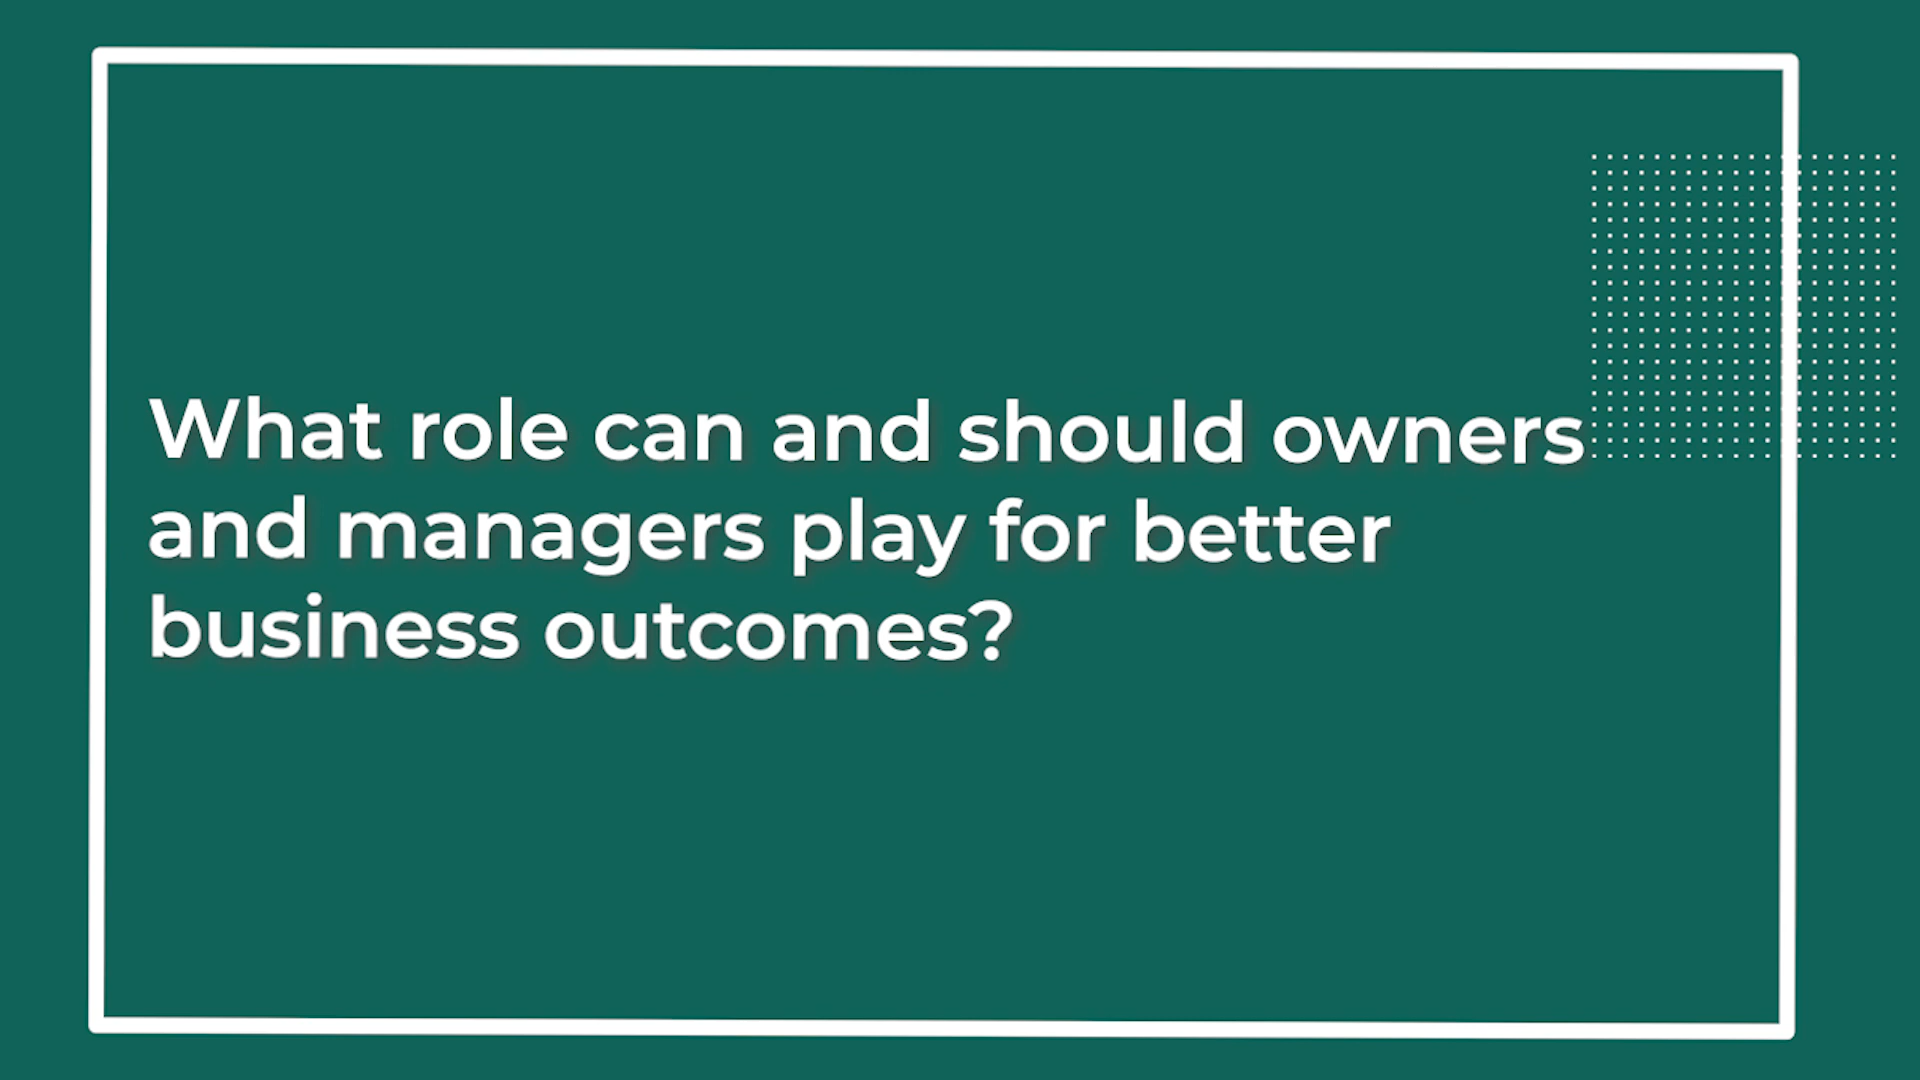 What role can and should owners
and managers play for better
business outcomes?